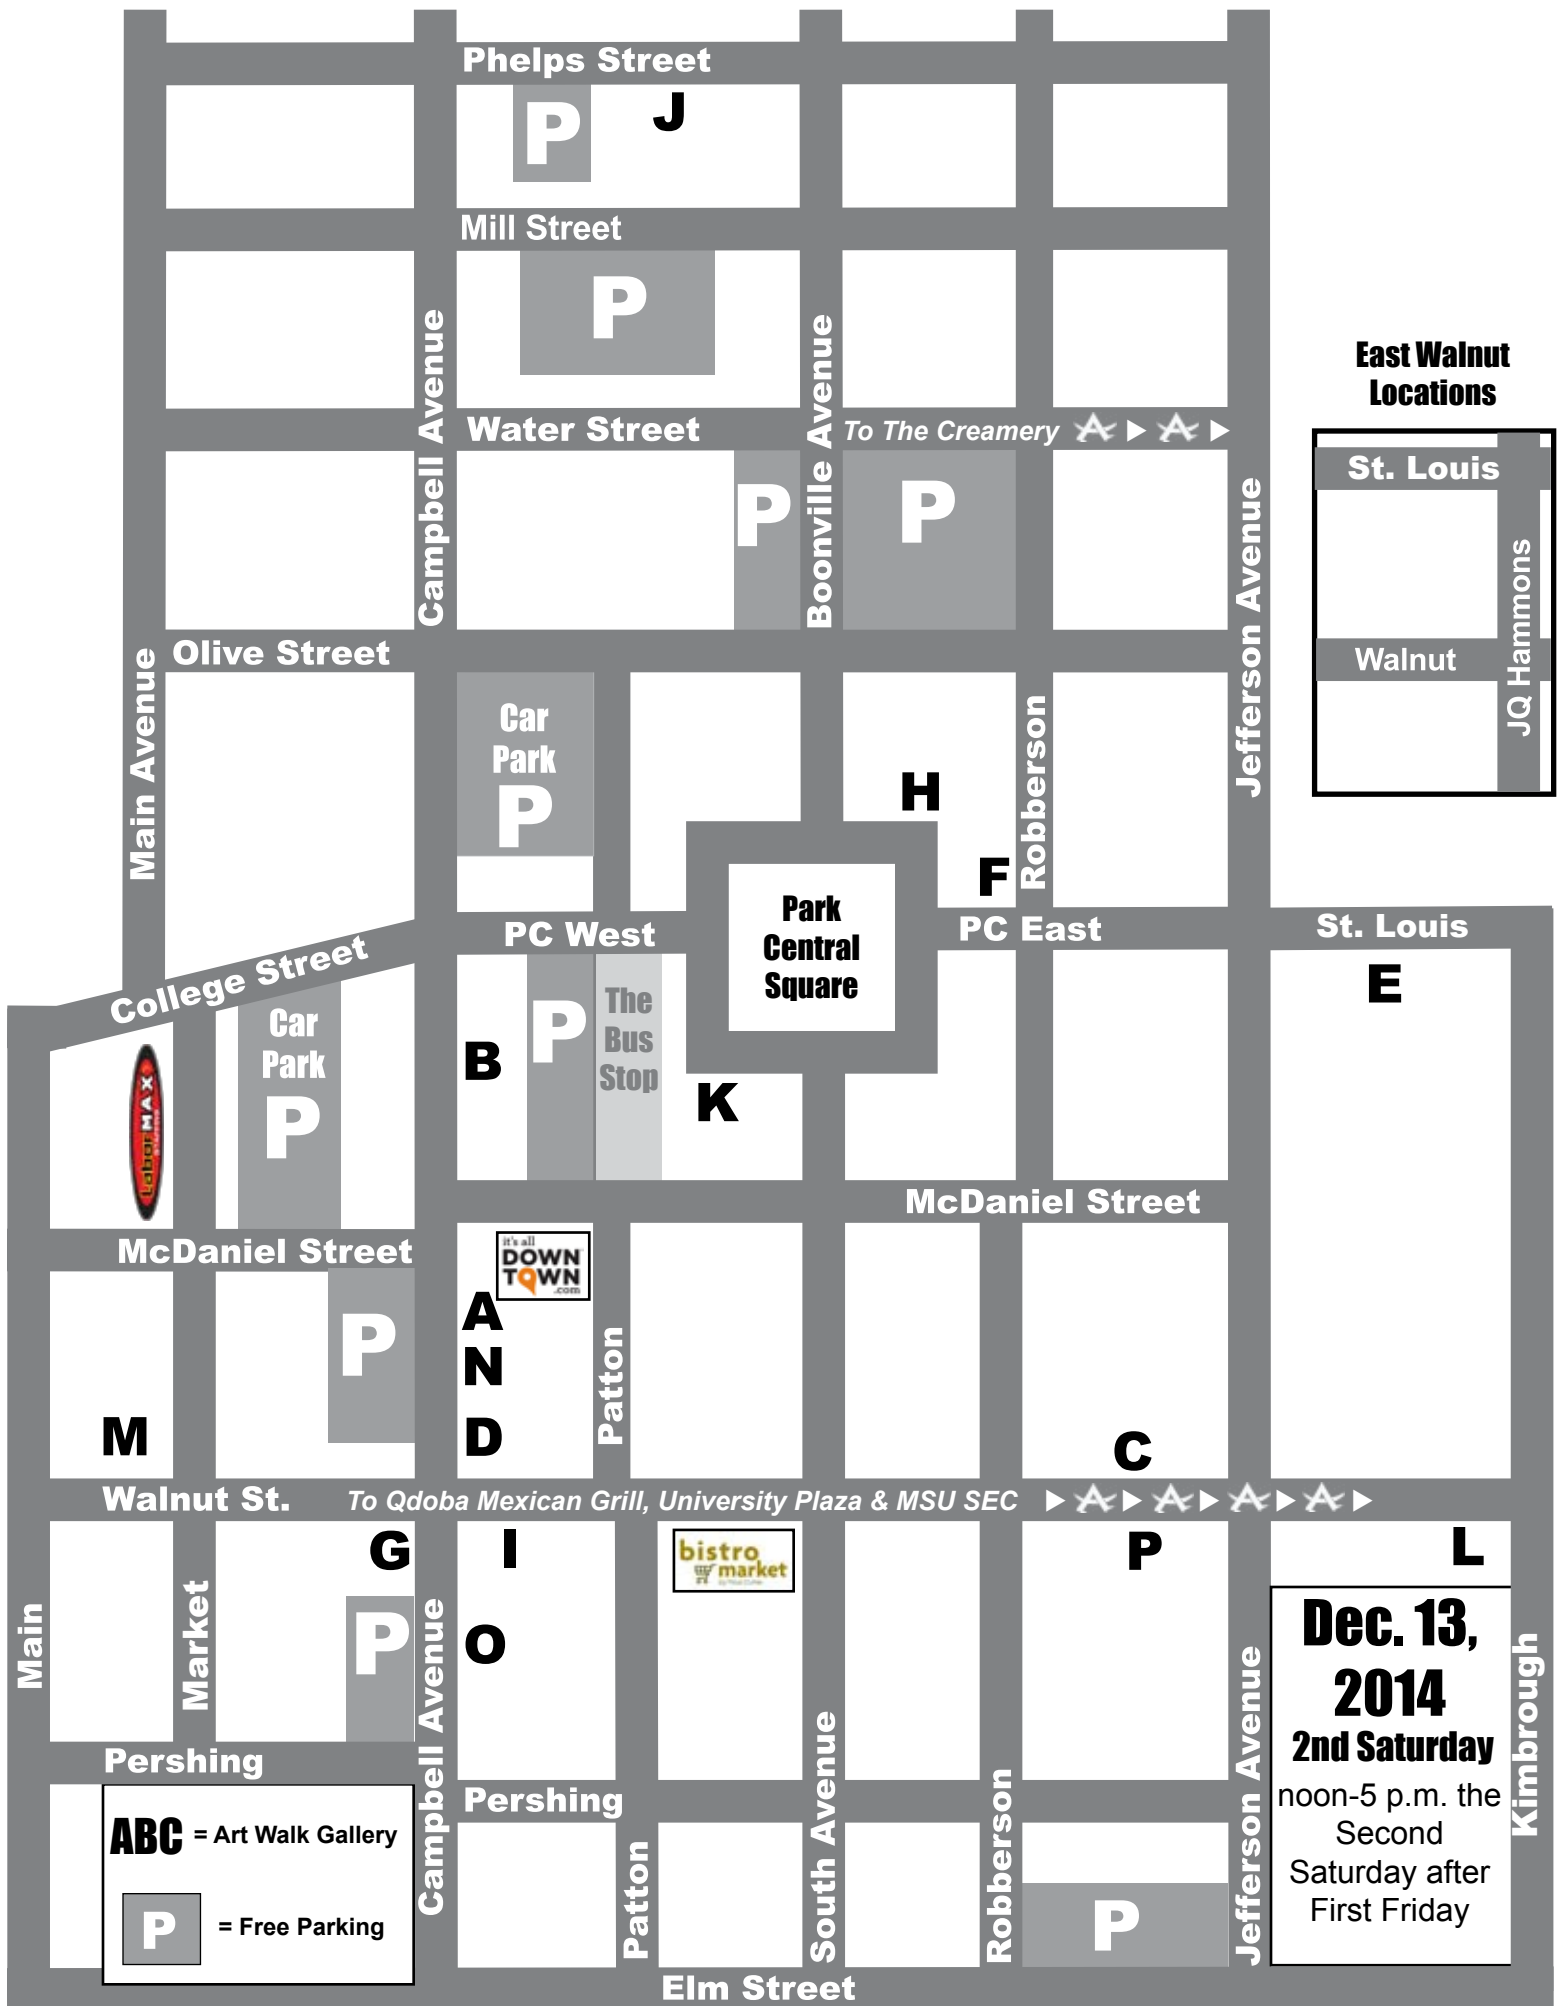 Phelps Street
P
J
Mill Street
P
Campbell Avenue
Boonville Avenue
Water Street
To The Creamery
P
P
East Walnut
Locations
St. Louis
Walnut
JQ Hammons
Main Avenue
Olive Street
Jefferson Avenue
Robberson
Car
Park
P
H
F
PC West
Park
Central
Square
PC East
St. Louis
College Street
E
Car
Park
P
B
P
The
Bus
Stop
K
LaborMAX
McDaniel Street
McDaniel Street
it's all
DOWN
TOWN
.com
P
A
N
D
Patton
M
C
Walnut St.
To Qdoba Mexican Grill, University Plaza & MSU SEC
G
I
bistro
market
P
L
P
O
Main
Market
Campbell Avenue
Pershing
Pershing
Patton
South Avenue
Robberson
Jefferson Avenue
Kimbrough
Dec. 13,
2014
2nd Saturday
noon-5 p.m. the
Second
Saturday after
First Friday
ABC = Art Walk Gallery
P = Free Parking
P
Elm Street